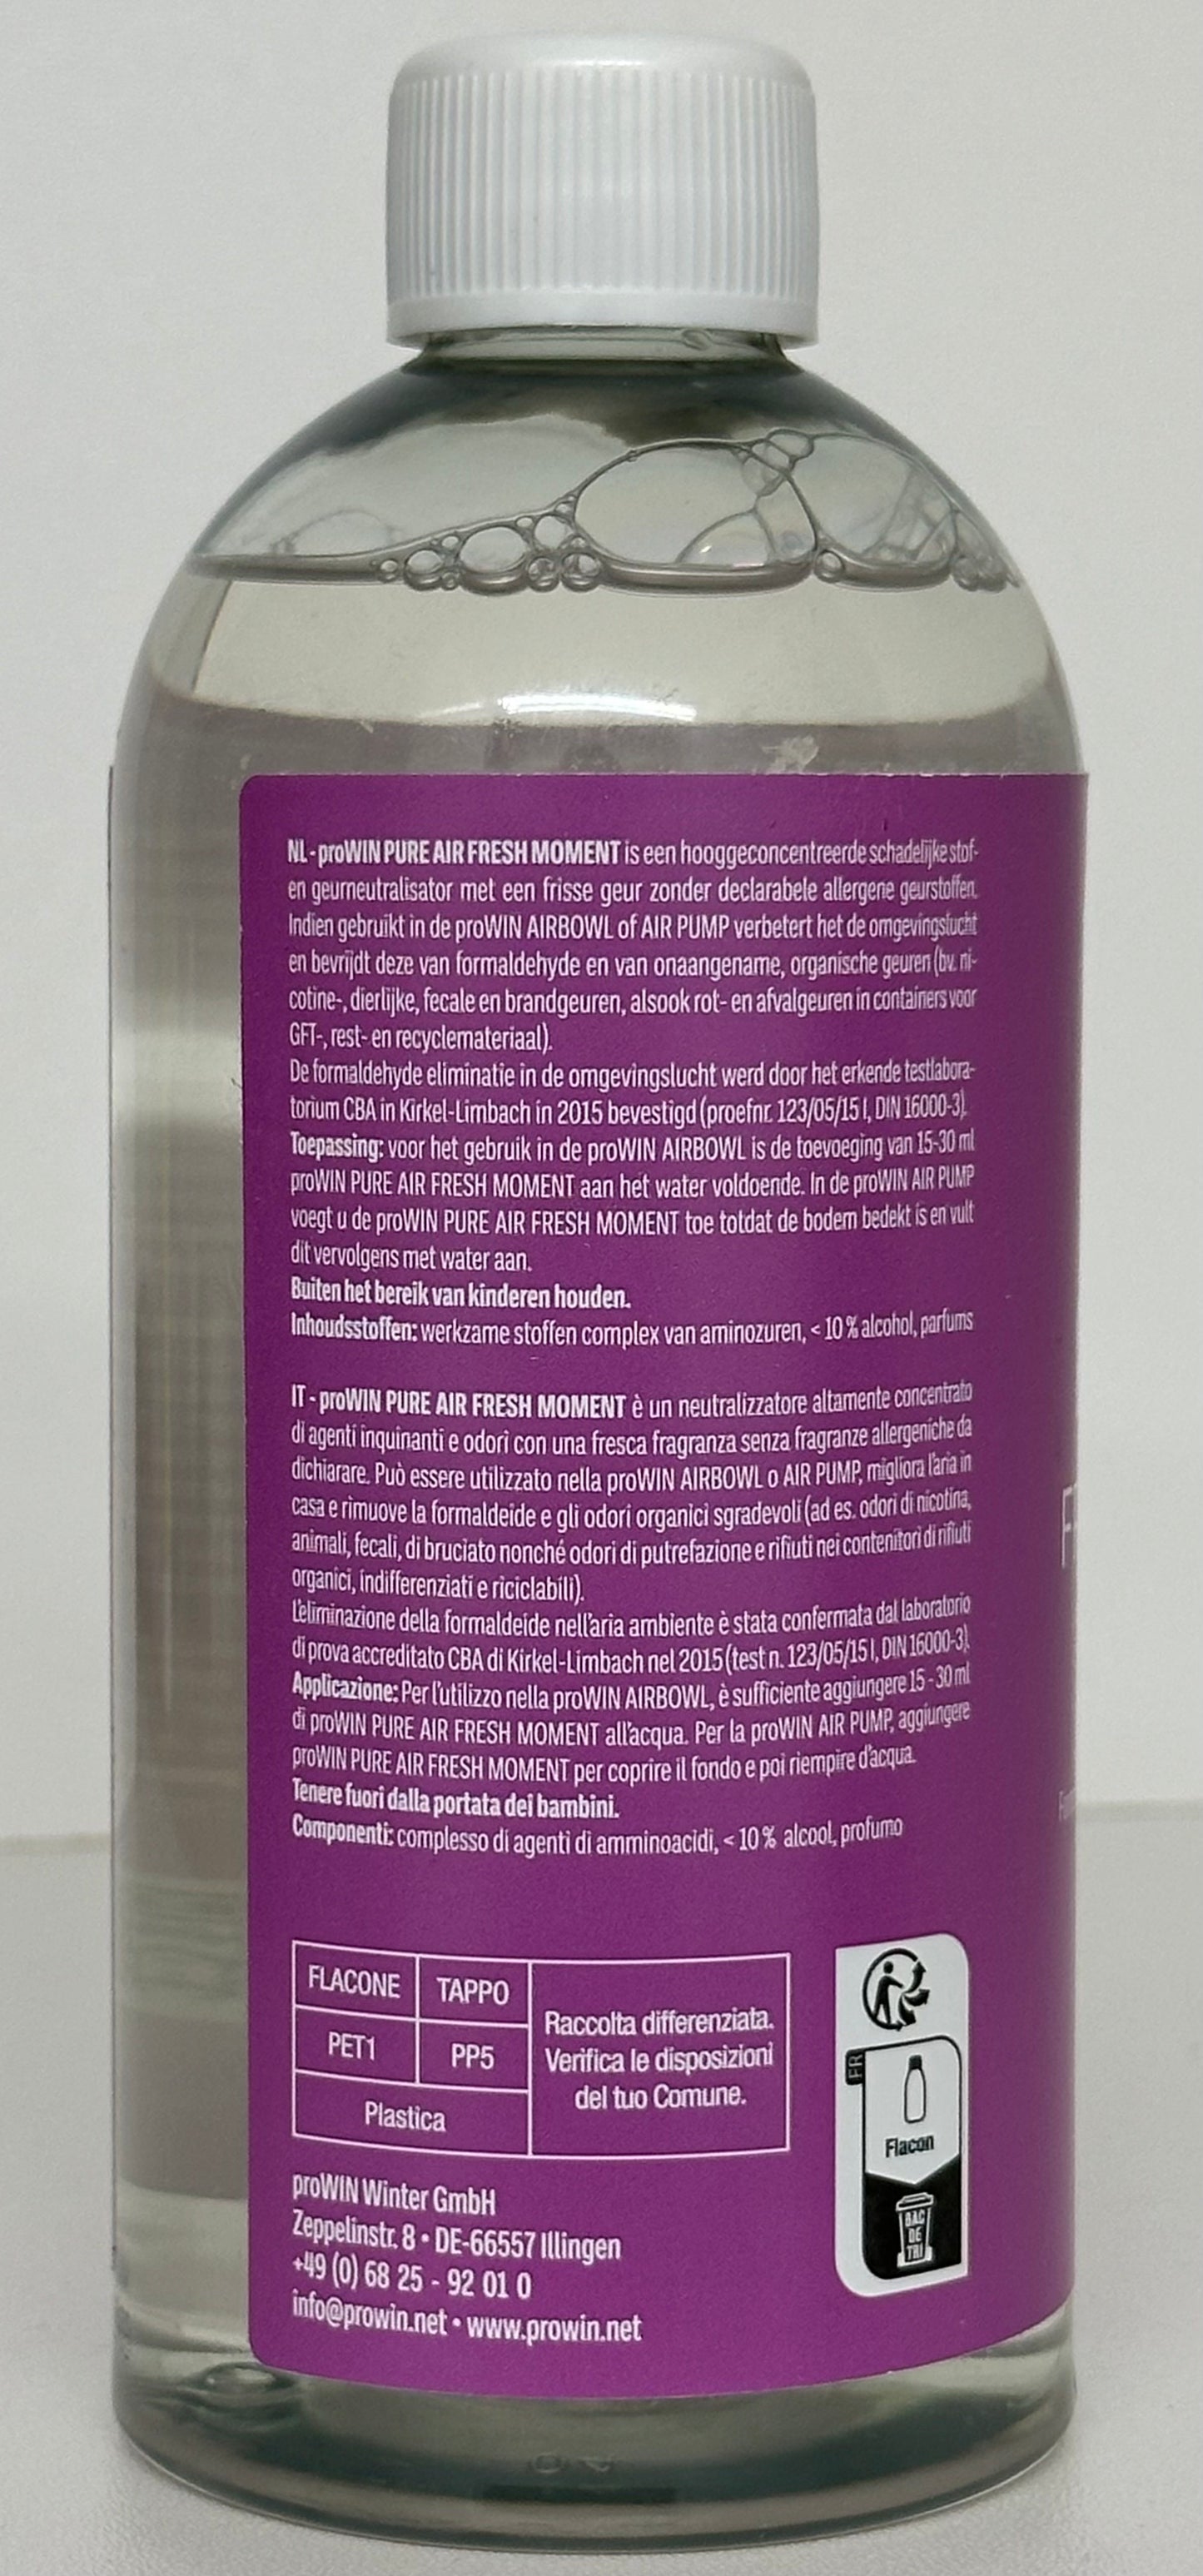 NL - proWIN PURE AIR FRESH MOMENT is een hooggeconcentreerde schadelijke stof-
en geurneutralisator met een frisse geur zonder declarabele allergene geurstoffen.
Indien gebruikt in de proWIN AIRBOWL of AIR PUMP verbetert het de omgevingslucht
en bevrijdt deze van formaldehyde en van onaangename, organische geuren (bv. ni-
cotine-, dierlijke, fecale en brandgeuren, alsook rot- en afvalgeuren in containers voor
GFT-, rest- en recyclemateriaal).
De formaldehyde eliminatie in de omgevingslucht werd door het erkende testlabora-
torium CBA in Kirkel-Limbach in 2015 bevestigd (proefnr. 123/05/15 I, DIN 16000-3).
Toepassing: voor het gebruik in de proWIN AIRBOWL is de toevoeging van 15-30 ml
proWIN PURE AIR FRESH MOMENT aan het water voldoende. In de proWIN AIR PUMP
voegt u de proWIN PURE AIR FRESH MOMENT toe totdat de bodem bedekt is en vult
dit vervolgens met water aan.
Buiten het bereik van kinderen houden.
Inhoudsstoffen: werkzame stoffen complex van aminozuren, < 10 % alcohol, parfums
IT - proWIN PURE AIR FRESH MOMENT è un neutralizzatore altamente concentrato
di agenti inquinanti e odori con una fresca fragranza senza fragranze allergeniche da
dichiarare. Può essere utilizzato nella proWIN AIRBOWL o AIR PUMP, migliora l'aria in
casa e rimuove la formaldeide e gli odori organici sgradevoli (ad es. odori di nicotina,
animali, fecali, di bruciato nonché odori di putrefazione e rifiuti nei contenitori di rifiuti
organici, indifferenziati e riciclabili).
L'eliminazione della formaldeide nell'aria ambiente è stata confermata dal laboratorio
di prova accreditato CBA di Kirkel-Limbach nel 2015 (test n. 123/05/15 I, DIN 16000-3).
Applicazione: Per l'utilizzo nella proWIN AIRBOWL, è sufficiente aggiungere 15 - 30 ml
di proWIN PURE AIR FRESH MOMENT all'acqua. Per la proWIN AIR PUMP, aggiungere
proWIN PURE AIR FRESH MOMENT per coprire il fondo e poi riempire d'acqua.
Tenere fuori dalla portata dei bambini.
Componenti: complesso di agenti di amminoacidi, < 10 % alcool, profumo
FLACONE TAPPO
PET1 PP5
Plastica
Raccolta differenziata.
Verifica le disposizioni
del tuo Comune.
FR
Flacon
BAC
DE
TRI
proWIN Winter GmbH
Zeppelinstr. 8 • DE-66557 Illingen
+49 (0) 68 25 - 92 01 0
info@prowin.net • www.prowin.net